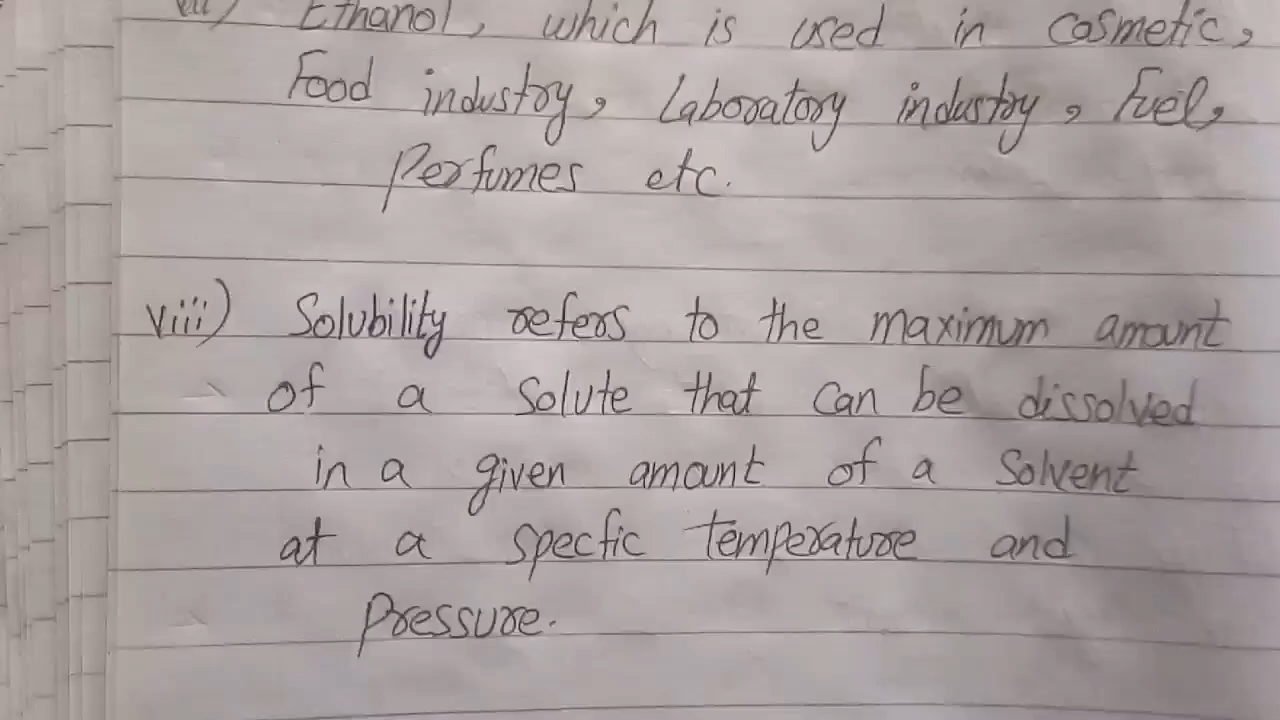 Ethanol, which is used in cosmetic,
Food industry, Laboratory industry, Fuel,
Perfumes etc.
viii) Solubility refers to the maximum amount
of a solute that can be dissolved
in a given amount of a solvent
at a specfic temperature and
Pressure.